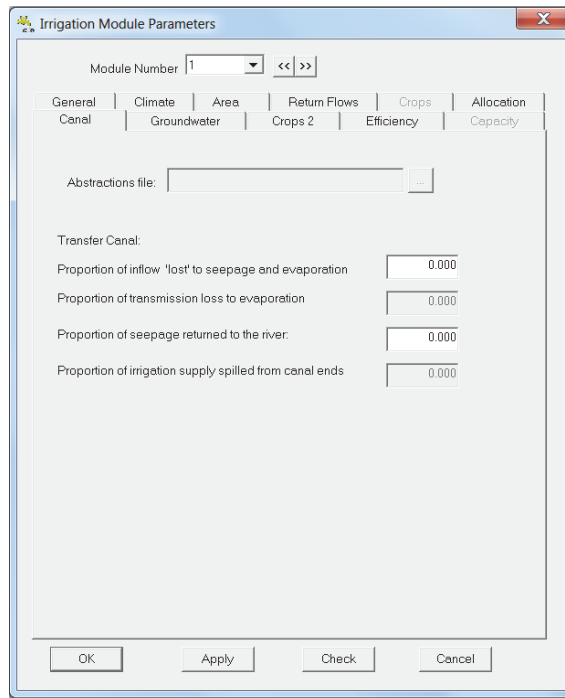 Irrigation Module Parameters
X
Module Number 1 << >>
General Climate Area Return Flows Crops Allocation
Canal Groundwater Crops 2 Efficiency Capacity
Abstractions file: ...
Transfer Canal:
Proportion of inflow 'lost' to seepage and evaporation 0.000
Proportion of transmission loss to evaporation 0.000
Proportion of seepage returned to the river: 0.000
Proportion of irrigation supply spilled from canal ends 0.000
OK Apply Check Cancel